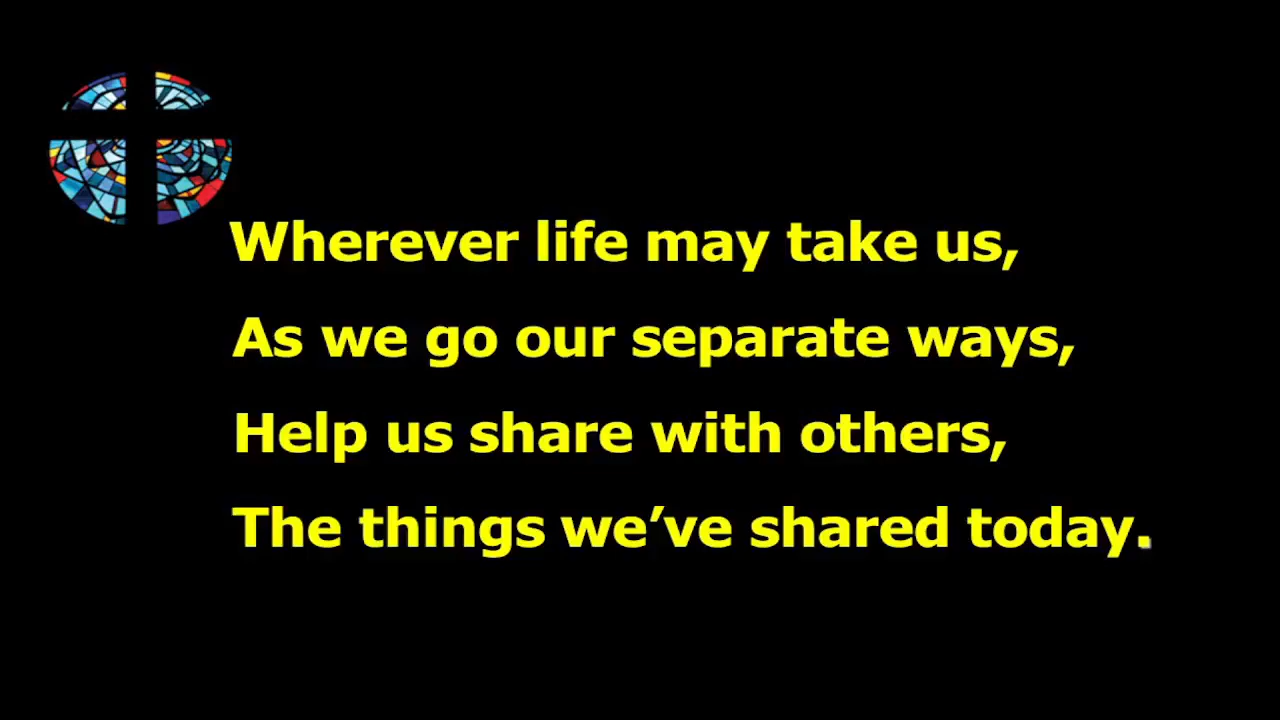 Wherever life may take us,
As we go our separate ways,
Help us share with others,
The things we’ve shared today.